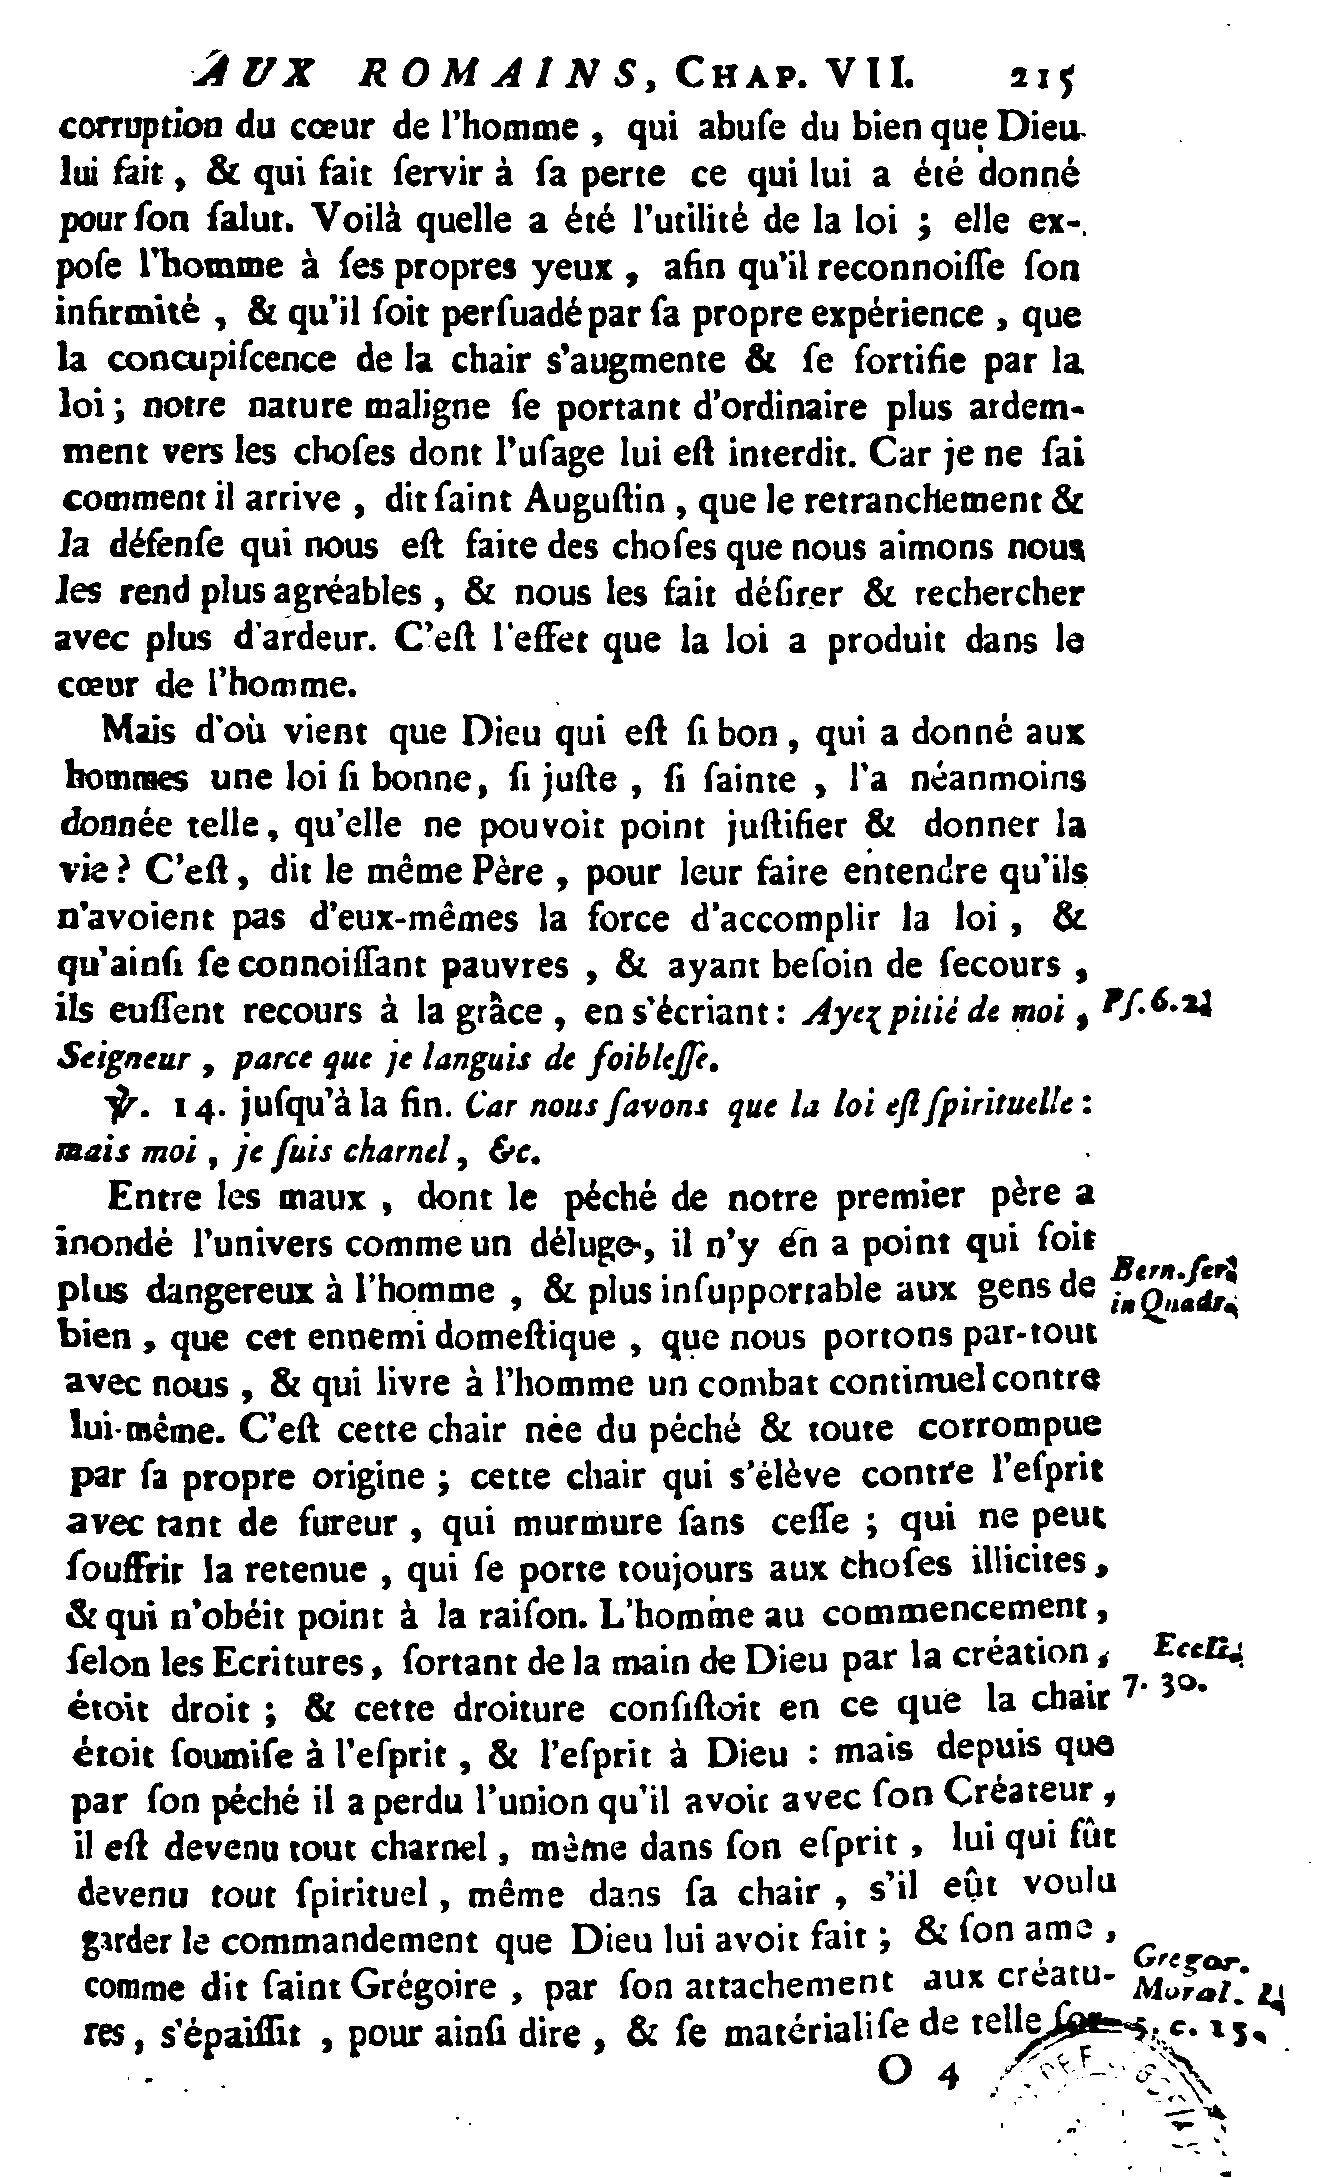 AUX ROMAINS, CHAP. VII. 215
corruption du cœur de l'homme, qui abuſe du bien que Dieu
lui fait, & qui fait ſervir à ſa perte ce qui lui a été donné
pour ſon ſalut. Voilà quelle a été l'utilité de la loi ; elle ex-
poſe l'homme à ſes propres yeux, afin qu'il reconnoiſſe ſon
infirmité, & qu'il ſoit perſuadé par ſa propre expérience, que
la concupiſcence de la chair s'augmente & ſe fortifie par la
loi ; notre nature maligne ſe portant d'ordinaire plus ardem-
ment vers les choſes dont l'uſage lui eſt interdit. Car je ne ſai
comment il arrive, dit ſaint Auguſtin, que le retranchement &
la défenſe qui nous eſt faite des choſes que nous aimons nous
les rend plus agréables, & nous les fait déſirer & rechercher
avec plus d'ardeur. C'eſt l'effet que la loi a produit dans le
cœur de l'homme.
Mais d'où vient que Dieu qui eſt ſi bon, qui a donné aux
hommes une loi ſi bonne, ſi juſte, ſi ſainte, l'a néanmoins
donnée telle, qu'elle ne pouvoit point juſtifier & donner la
vie ? C'eſt, dit le même Père, pour leur faire entendre qu'ils
n'avoient pas d'eux-mêmes la force d'accomplir la loi, &
qu'ainſi ſe connoiſſant pauvres, & ayant beſoin de ſecours,
ils euſſent recours à la grâce, en s'écriant : Ayez pitié de moi, Pſ. 6. 2.
Seigneur, parce que je languis de foibleſſe.
℣. 14. juſqu'à la fin. Car nous ſavons que la loi eſt ſpirituelle :
mais moi, je ſuis charnel, &c.
Entre les maux, dont le péché de notre premier père a
inondé l'univers comme un déluge, il n'y en a point qui ſoit
plus dangereux à l'homme, & plus inſupportable aux gens de Bern. ſer.
bien, que cet ennemi domeſtique, que nous portons par-tout in Quadr.
avec nous, & qui livre à l'homme un combat continuel contre
lui-même. C'eſt cette chair née du péché & toute corrompue
par ſa propre origine ; cette chair qui s'élève contre l'eſprit
avec tant de fureur, qui murmure ſans ceſſe ; qui ne peut
ſouffrir la retenue, qui ſe porte toujours aux choſes illicites,
& qui n'obéit point à la raiſon. L'homme au commencement,
ſelon les Ecritures, ſortant de la main de Dieu par la création, Eccli.
étoit droit ; & cette droiture conſiſtoit en ce que la chair 7. 30.
étoit ſoumiſe à l'eſprit, & l'eſprit à Dieu : mais depuis que
par ſon péché il a perdu l'union qu'il avoit avec ſon Créateur,
il eſt devenu tout charnel, même dans ſon eſprit, lui qui fût
devenu tout ſpirituel, même dans ſa chair, s'il eût voulu
garder le commandement que Dieu lui avoit fait ; & ſon ame,
comme dit ſaint Grégoire, par ſon attachement aux créatu- Gregor. Moral. l.
res, s'épaiſſit, pour ainſi dire, & ſe matérialiſe de telle ſor- 5. c. 15.
O 4